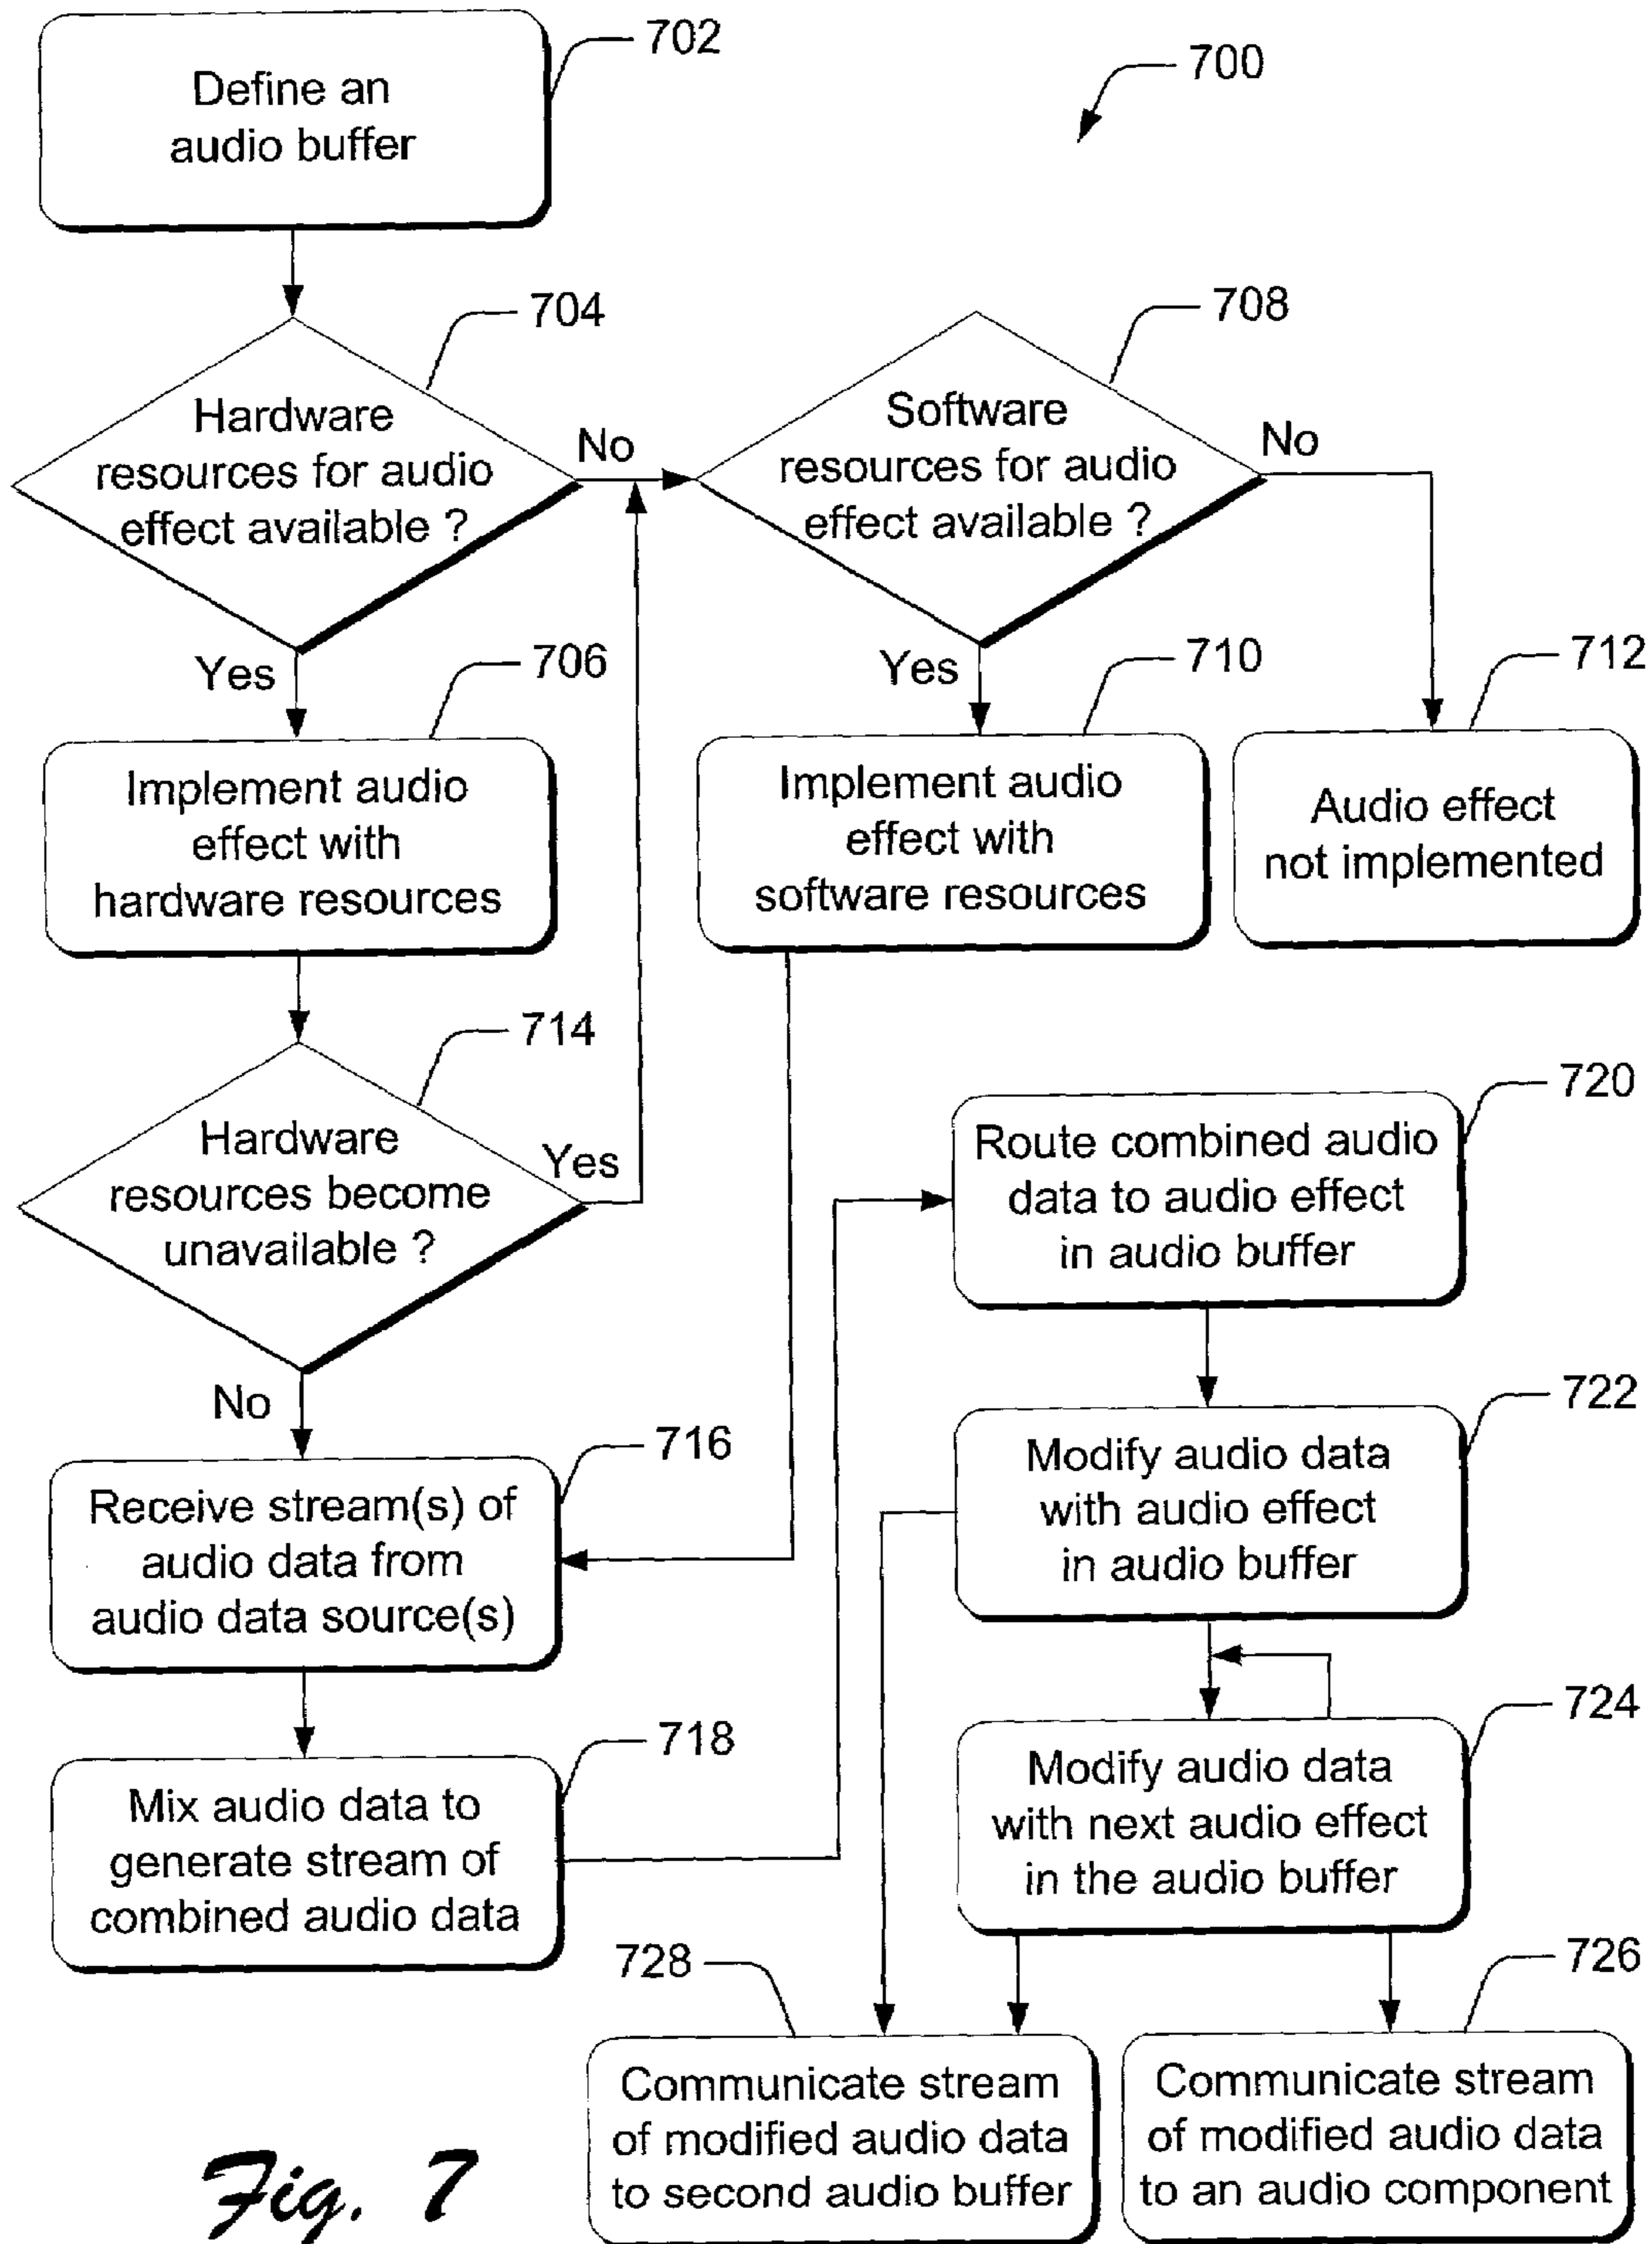 702
Define an
audio buffer
700
704
Hardware
resources for audio
effect available ?
No
Yes
708
Software
resources for audio
effect available ?
No
Yes
706
Implement audio
effect with
hardware resources
710
Implement audio
effect with
software resources
712
Audio effect
not implemented
714
Hardware
resources become
unavailable ?
Yes
No
716
Receive stream(s) of
audio data from
audio data source(s)
718
Mix audio data to
generate stream of
combined audio data
720
Route combined audio
data to audio effect
in audio buffer
722
Modify audio data
with audio effect
in audio buffer
724
Modify audio data
with next audio effect
in the audio buffer
728
Communicate stream
of modified audio data
to second audio buffer
726
Communicate stream
of modified audio data
to an audio component
Fig. 7